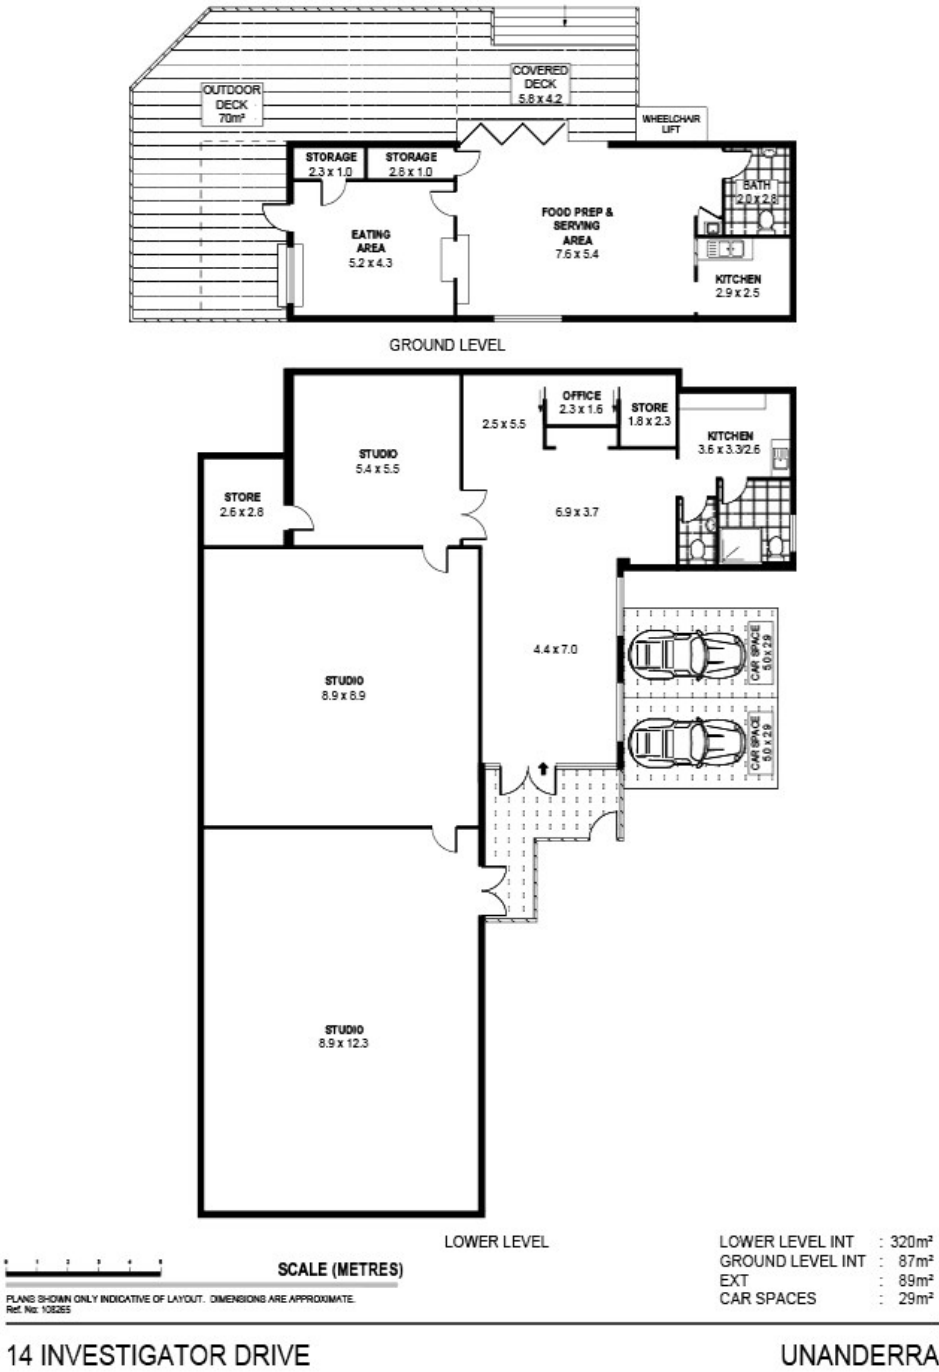 OUTDOOR
DECK
70m²
COVERED
DECK
5.8 x 4.2
WHEELCHAIR
LIFT
STORAGE
2.3 x 1.0
STORAGE
2.8 x 1.0
BATH
2.0 x 2.8
EATING
AREA
5.2 x 4.3
FOOD PREP &
SERVING
AREA
7.6 x 5.4
KITCHEN
2.9 x 2.5
GROUND LEVEL
OFFICE
2.3 x 1.6
STORE
1.8 x 2.3
2.5 x 5.5
KITCHEN
3.6 x 3.3/2.6
STUDIO
5.4 x 5.5
STORE
2.6 x 2.8
6.9 x 3.7
4.4 x 7.0
CAR SPACE
5.0 x 2.9
STUDIO
8.9 x 8.9
CAR SPACE
5.0 x 2.9
STUDIO
8.9 x 12.3
LOWER LEVEL
SCALE (METRES)
PLANS SHOWN ONLY INDICATIVE OF LAYOUT. DIMENSIONS ARE APPROXIMATE.
Ref. No: 108265
LOWER LEVEL INT : 320m²
GROUND LEVEL INT : 87m²
EXT : 89m²
CAR SPACES : 29m²
14 INVESTIGATOR DRIVE
UNANDERRA